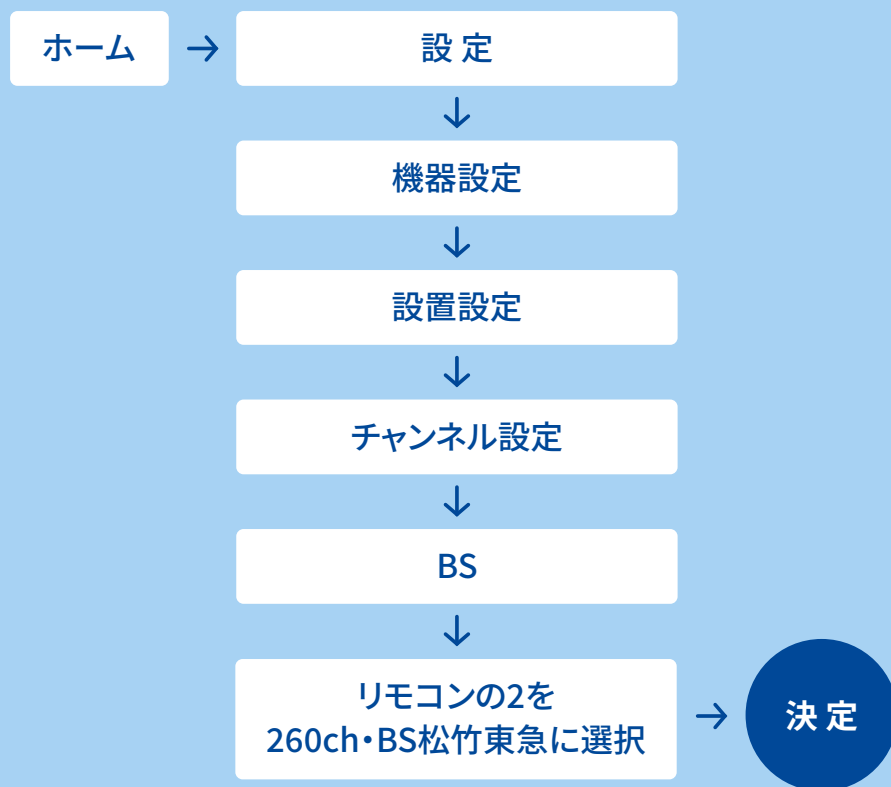 ホーム
設定
機器設定
設置設定
チャンネル設定
BS
リモコンの2を
260ch・BS松竹東急に選択
決定